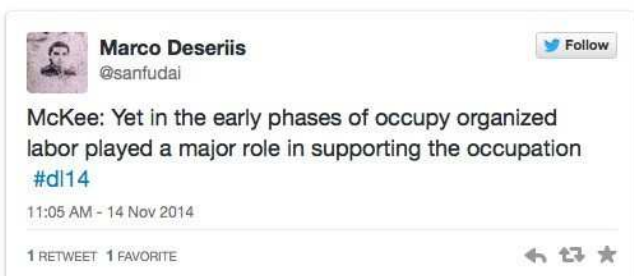 Marco Deseriis
@sanfudai
Follow
McKee: Yet in the early phases of occupy organized
labor played a major role in supporting the occupation
#dl14
11:05 AM - 14 Nov 2014
1 RETWEET 1 FAVORITE